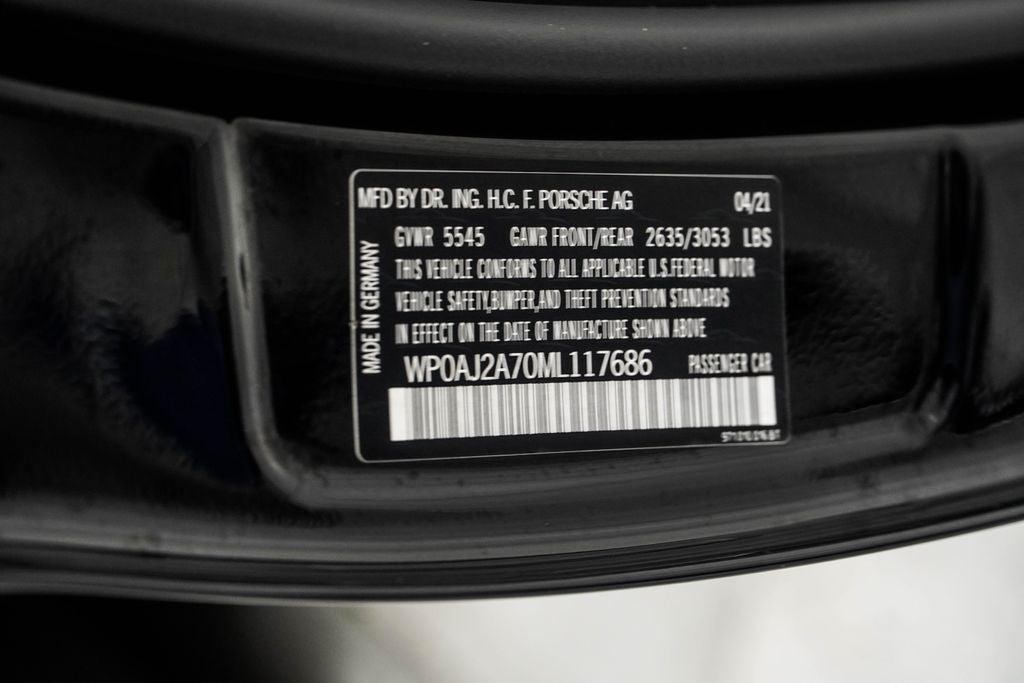 MFD BY DR. ING. H.C. F. PORSCHE AG 04/21
GVWR 5545 GAWR FRONT/REAR 2635/3053 LBS
THIS VEHICLE CONFORMS TO ALL APPLICABLE U.S.FEDERAL MOTOR
VEHICLE SAFETY,BUMPER,AND THEFT PREVENTION STANDARDS
IN EFFECT ON THE DATE OF MANUFACTURE SHOWN ABOVE
WP0AJ2A70ML117686 PASSENGER CAR
MADE IN GERMANY